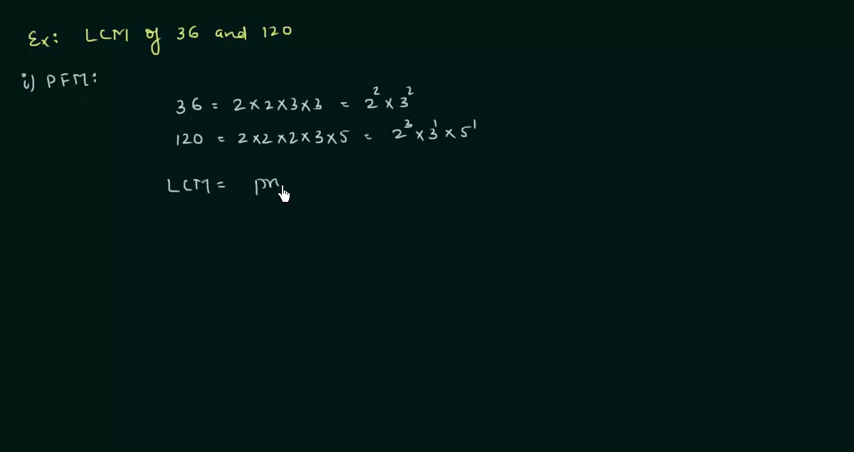 Ex: LCM of 36 and 120
i) PFM:
36 = 2 × 2 × 3 × 3 = 2² × 3²
120 = 2 × 2 × 2 × 3 × 5 = 2³ × 3¹ × 5¹
LCM =